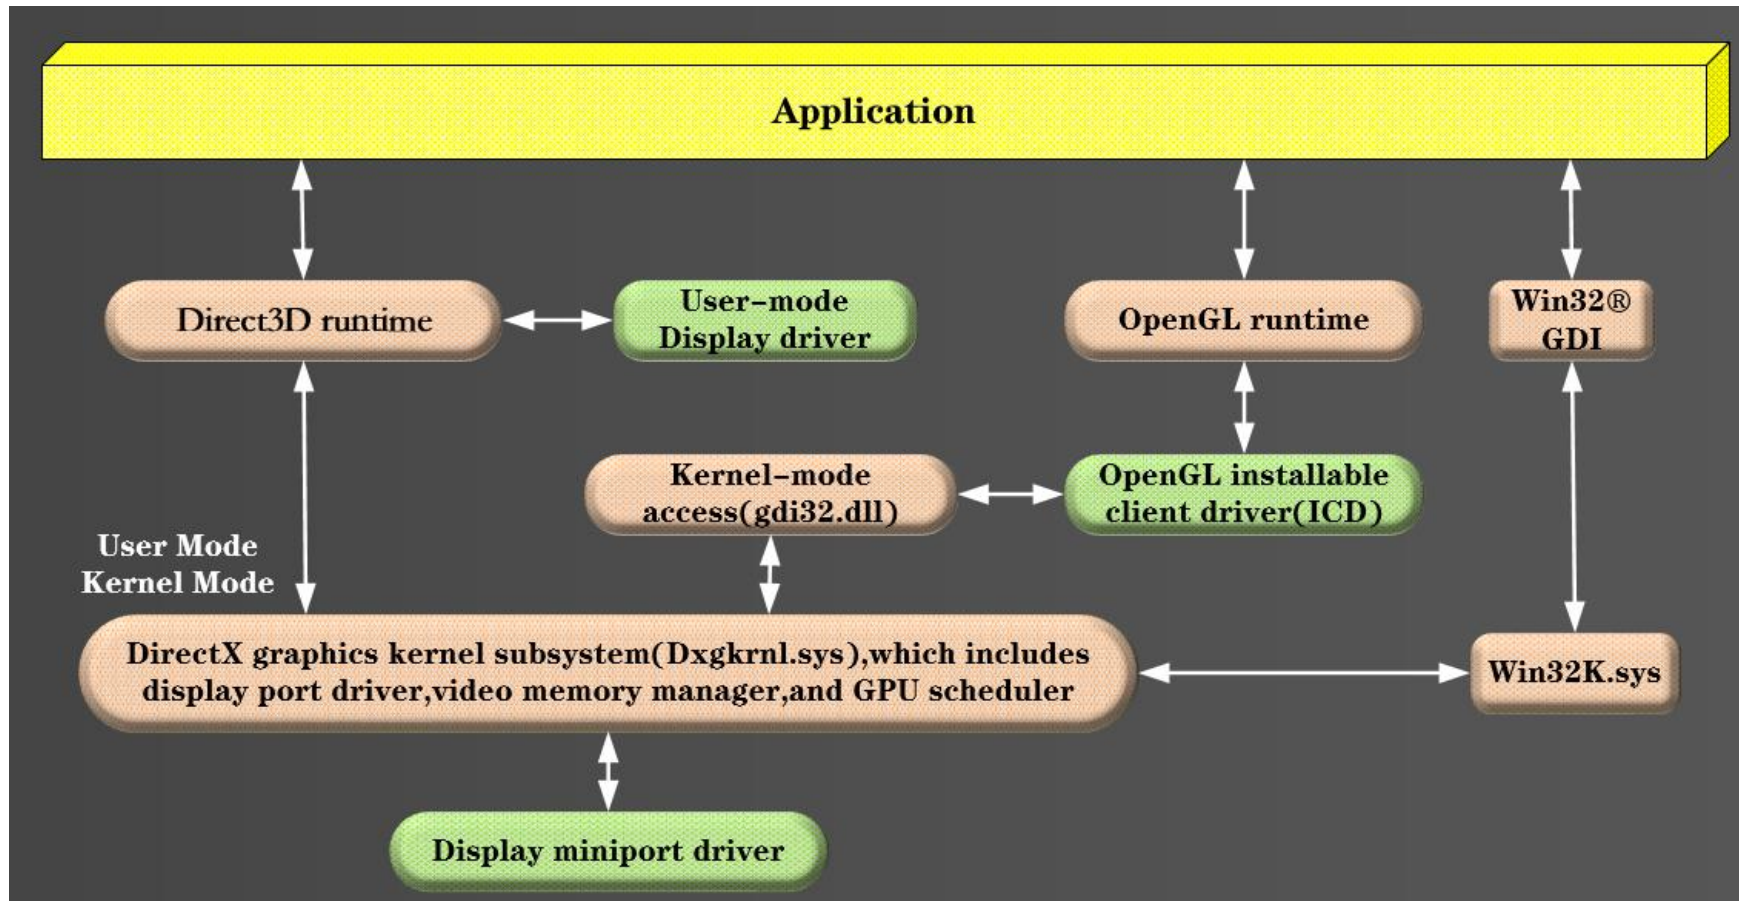 Application
Direct3D runtime
User-mode
Display driver
OpenGL runtime
Win32®
GDI
Kernel-mode
access(gdi32.dll)
OpenGL installable
client driver(ICD)
User Mode
Kernel Mode
DirectX graphics kernel subsystem(Dxgkrnl.sys),which includes
display port driver,video memory manager,and GPU scheduler
Win32K.sys
Display miniport driver